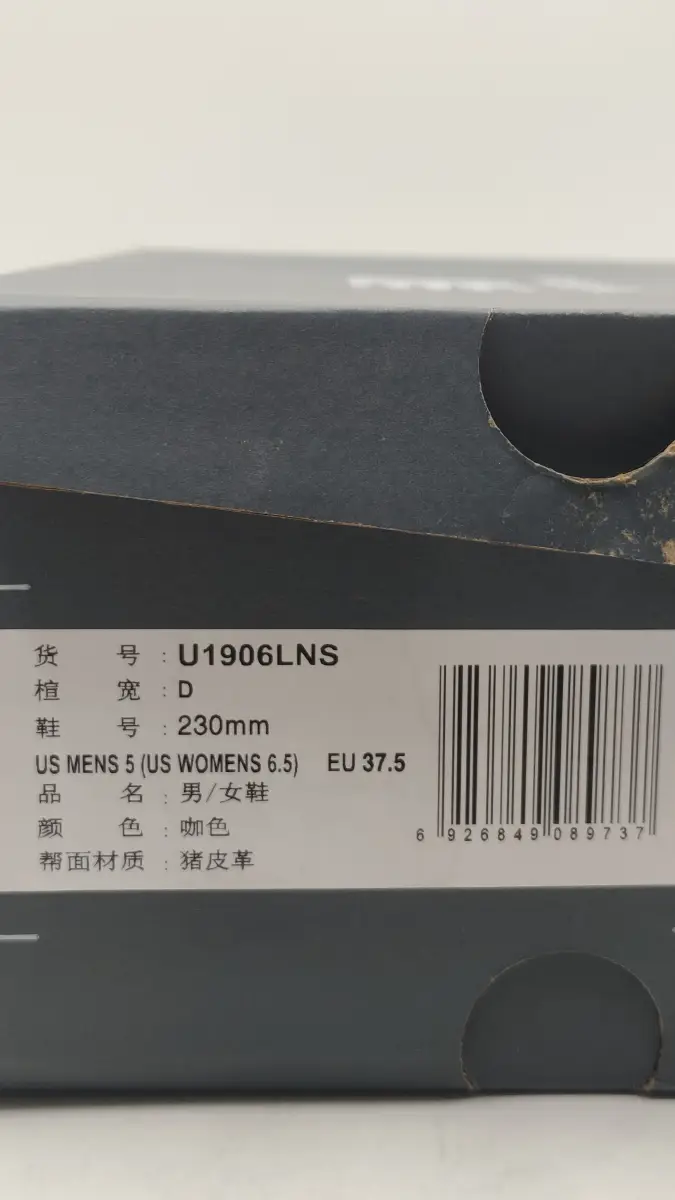 货 号 : U1906LNS
楦 宽 : D
鞋 号 : 230mm
US MENS 5 (US WOMENS 6.5) EU 37.5
品 名 : 男/女鞋
颜 色 : 咖色
帮面材质 : 猪皮革
6 926849 089737